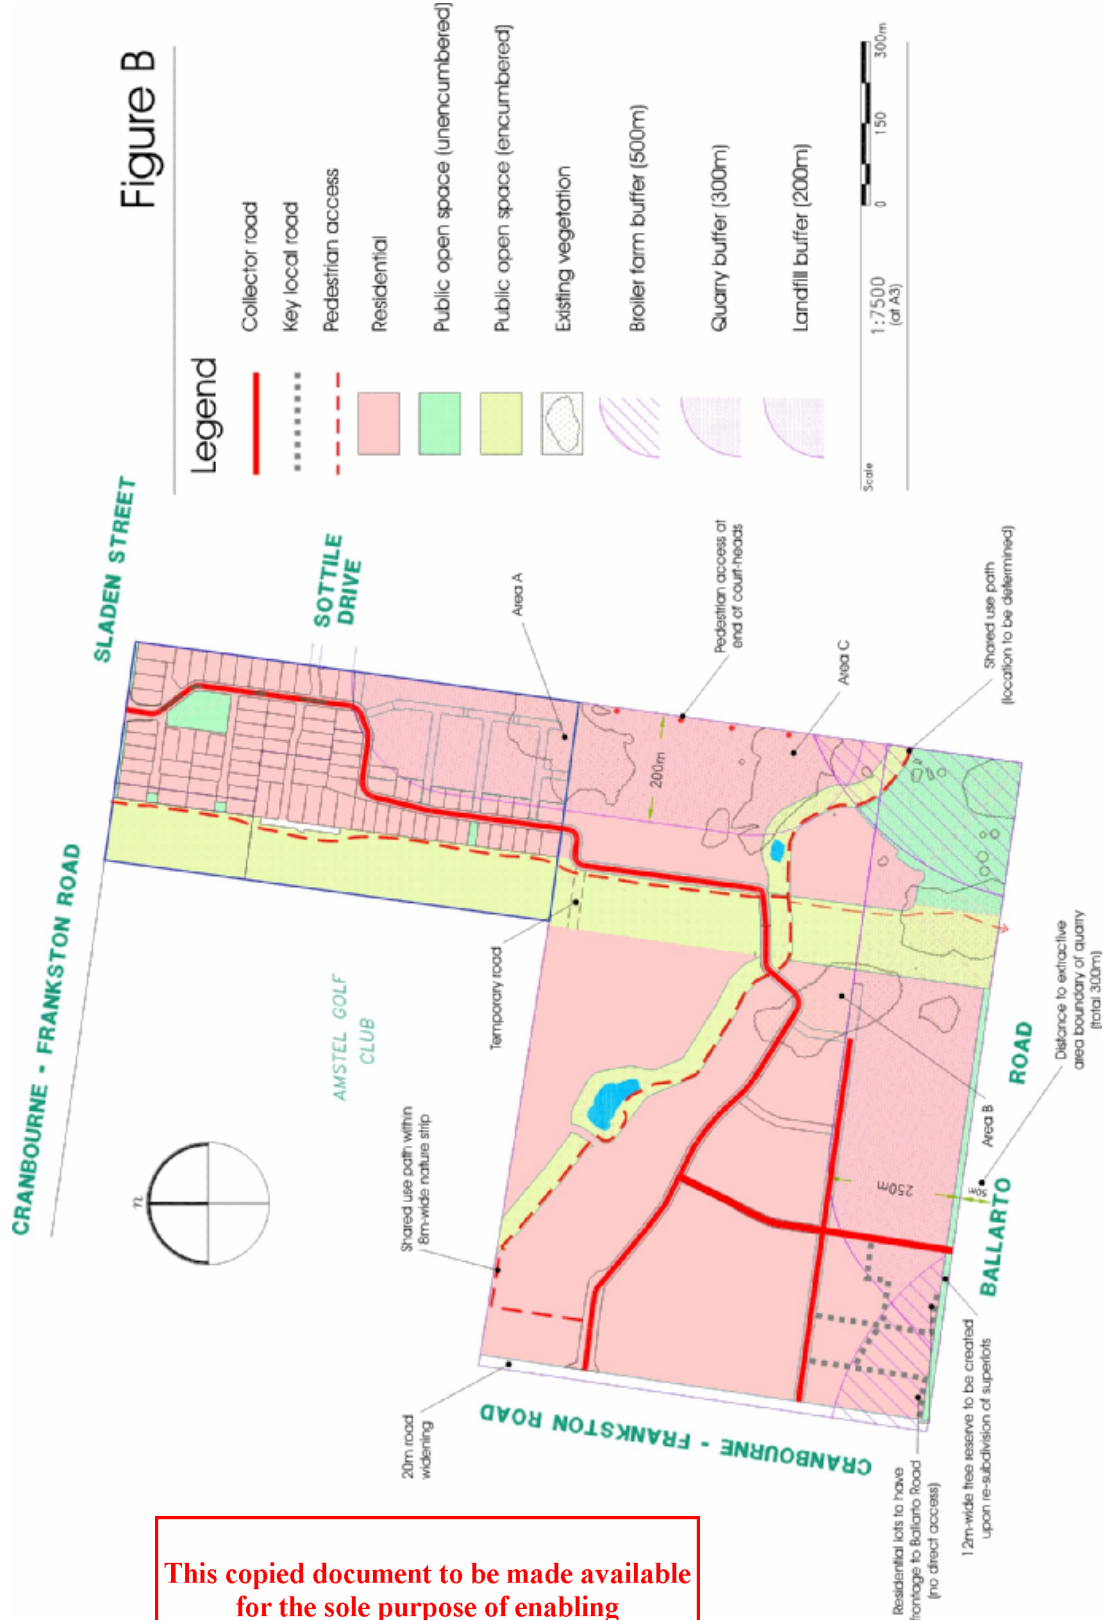 Figure B
Legend
Collector road
Key local road
Pedestrian access
Residential
Public open space (unencumbered)
Public open space (encumbered)
Existing vegetation
Broiler farm buffer (500m)
Quarry buffer (300m)
Landfill buffer (200m)
Scale
1:7500
(at A3)
0 150 300m
SLADEN STREET
SOTTILE
DRIVE
CRANBOURNE - FRANKSTON ROAD
AMSTEL GOLF
CLUB
n
Area A
Pedestrian access at
end of court-heads
Area C
Shared use path
(location to be determined)
200m
Temporary road
Shared use path within
8m-wide nature strip
20m road
widening
CRANBOURNE - FRANKSTON ROAD
250m
50m
Area B
BALLARTO ROAD
Distance to extractive
area boundary of quarry
(total 300m)
12m-wide tree reserve to be created
upon re-subdivision of superlots
Residential lots to have
frontage to Ballarto Road
(no direct access)
This copied document to be made available
for the sole purpose of enabling